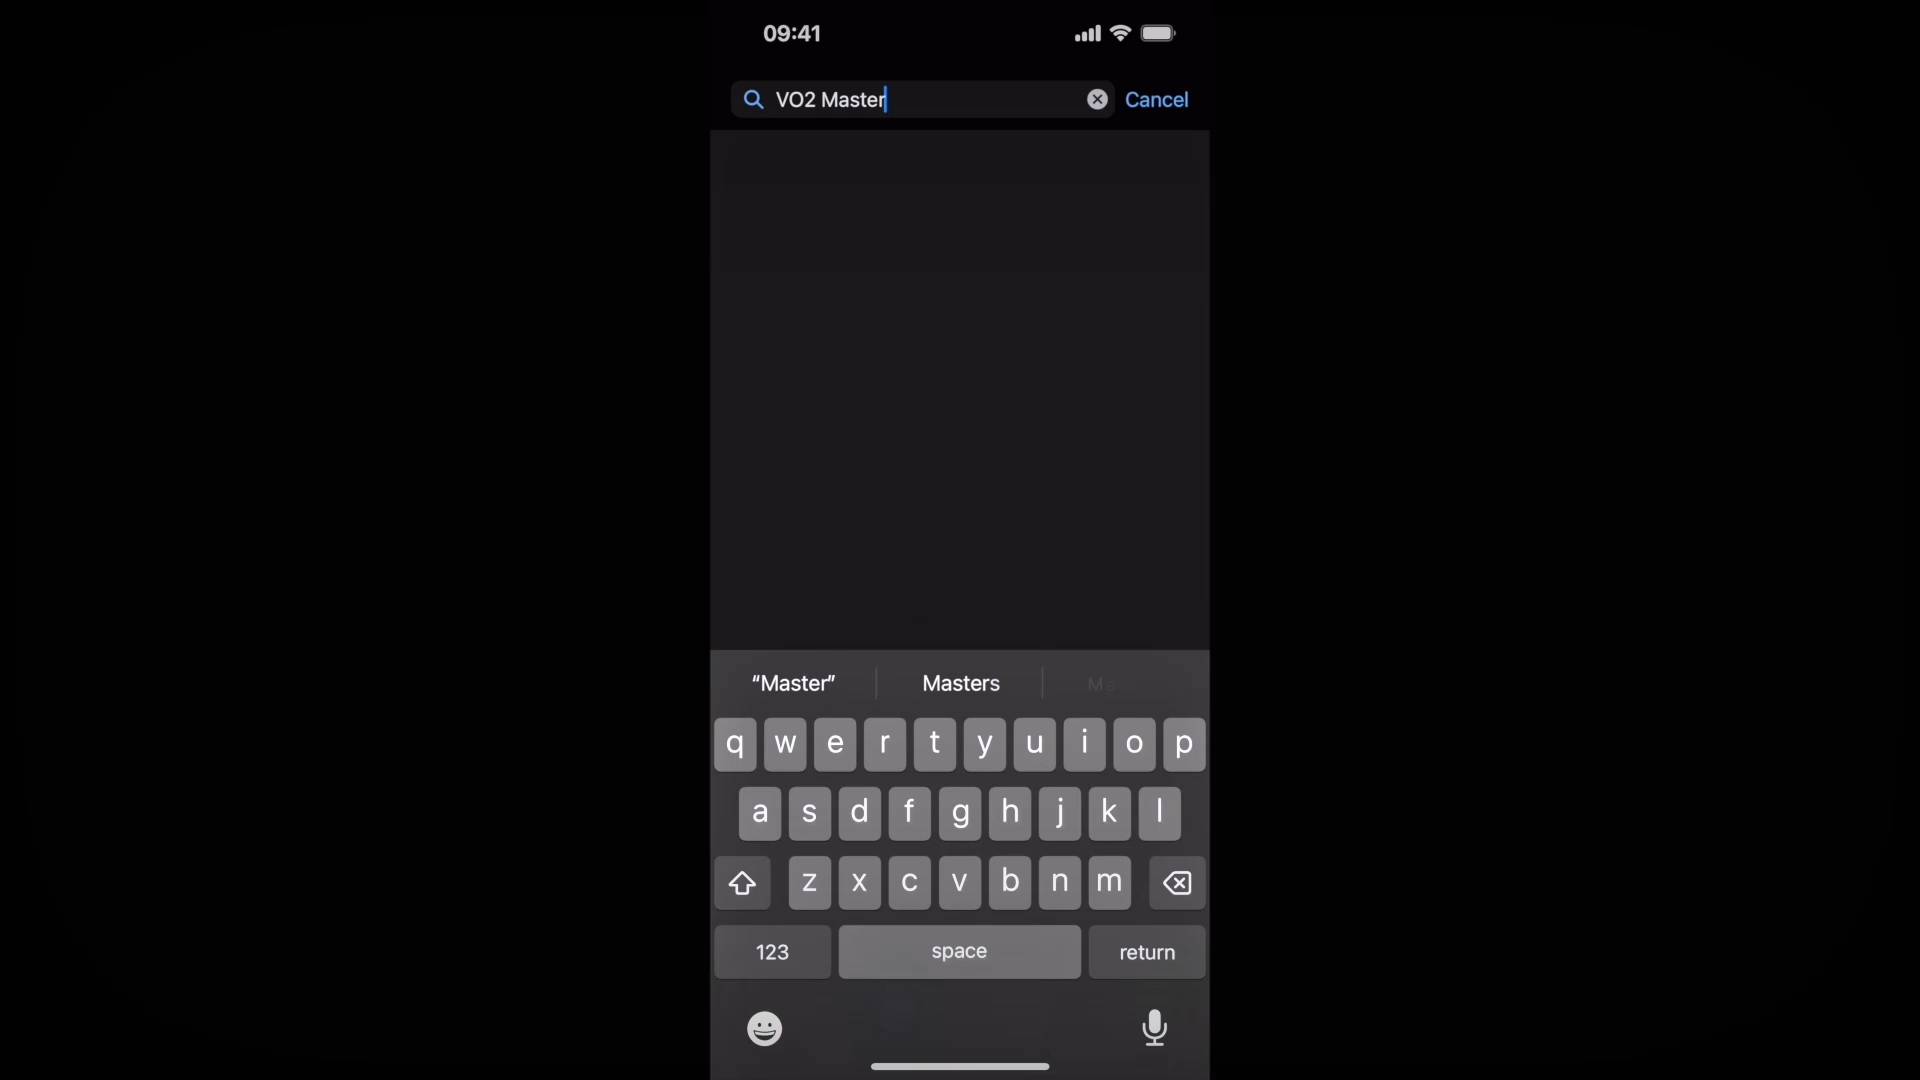 09:41
VO2 Master
Cancel
“Master”
Masters
q w e r t y u i o p
a s d f g h j k l
z x c v b n m
123
space
return